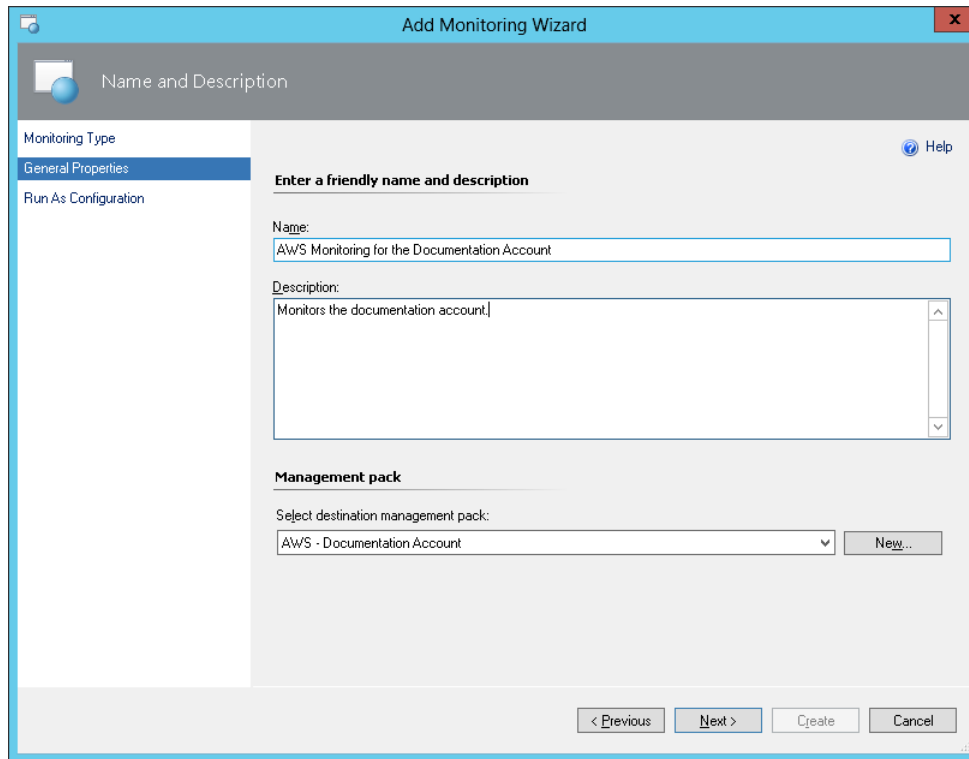 Add Monitoring Wizard
x
Name and Description
Monitoring Type
General Properties
Run As Configuration
Help
Enter a friendly name and description
Name:
AWS Monitoring for the Documentation Account
Description:
Monitors the documentation account.
Management pack
Select destination management pack:
AWS - Documentation Account
New...
< Previous
Next >
Create
Cancel